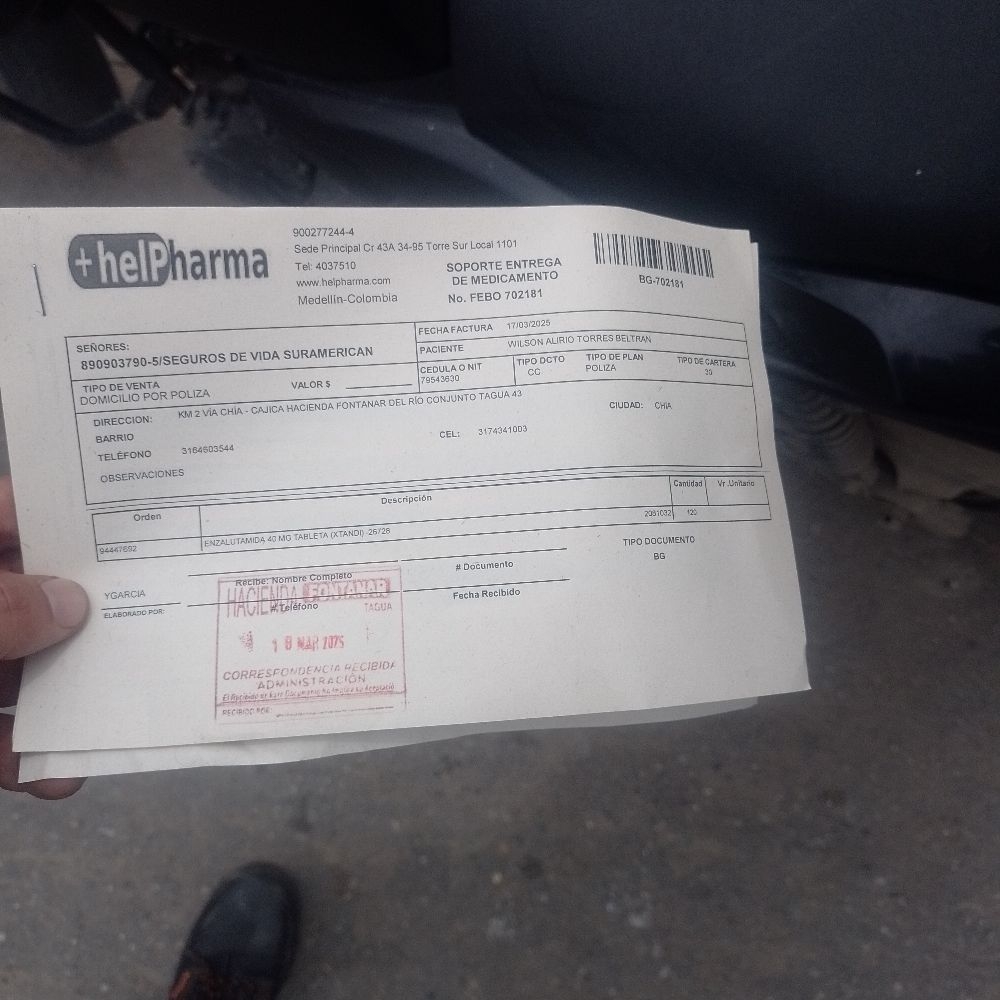 +helPharma
900277244-4
Sede Principal Cr 43A 34-95 Torre Sur Local 1101
Tel: 4037510
www.helpharma.com
Medellín-Colombia
SOPORTE ENTREGA
DE MEDICAMENTO
No. FEBO 702181
BG-702181
SEÑORES:
890903790-5/SEGUROS DE VIDA SURAMERICAN
FECHA FACTURA 17/03/2025
PACIENTE WILSON ALIRIO TORRES BELTRAN
TIPO DE VENTA
DOMICILIO POR POLIZA
VALOR $
CEDULA O NIT
79543630
TIPO DCTO
CC
TIPO DE PLAN
POLIZA
TIPO DE CARTERA
30
DIRECCION: KM 2 VÍA CHÍA - CAJICA HACIENDA FONTANAR DEL RÍO CONJUNTO TAGUA 43
BARRIO
CIUDAD: CHIA
TELÉFONO 3164603544
CEL: 3174341003
OBSERVACIONES
Orden Descripción Cantidad Vr .Unitario
94447692 ENZALUTAMIDA 40 MG TABLETA (XTANDI) -26728 2081032 120
Recibe: Nombre Completo
# Documento
TIPO DOCUMENTO
BG
YGARCIA
ELABORADO POR:
# Teléfono
Fecha Recibido
HACIENDA FONTANAR
TAGUA
18 MAR 2025
CORRESPONDENCIA RECIBIDA
ADMINISTRACIÓN
RECIBIDO POR: